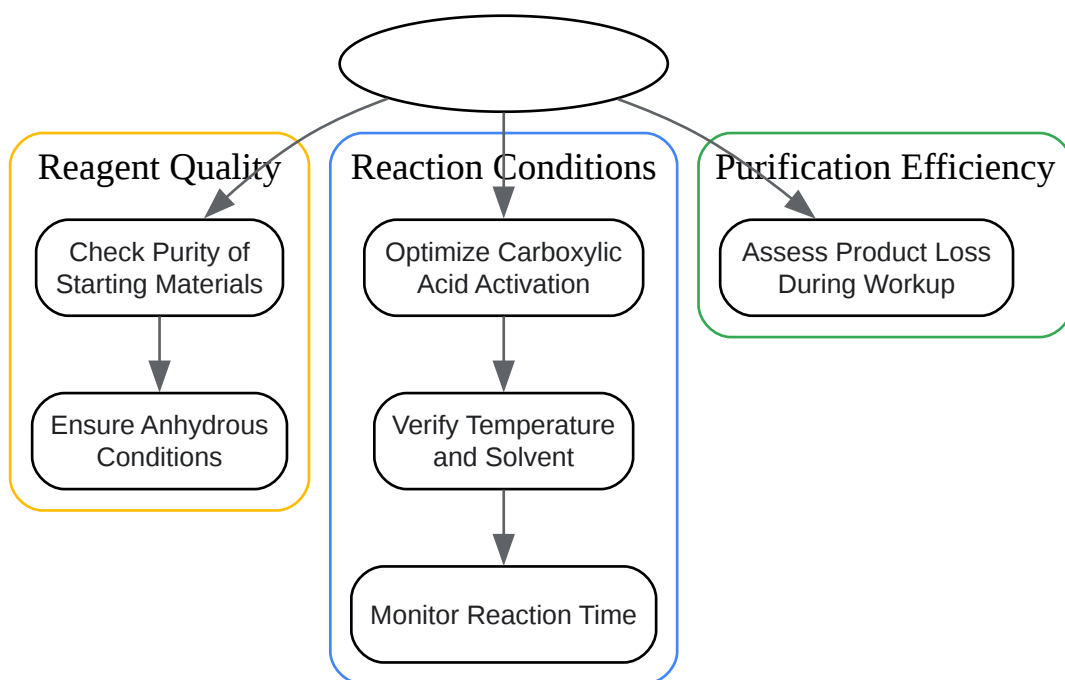 Reagent Quality
Check Purity of
Starting Materials
Ensure Anhydrous
Conditions
Reaction Conditions
Optimize Carboxylic
Acid Activation
Verify Temperature
and Solvent
Monitor Reaction Time
Purification Efficiency
Assess Product Loss
During Workup